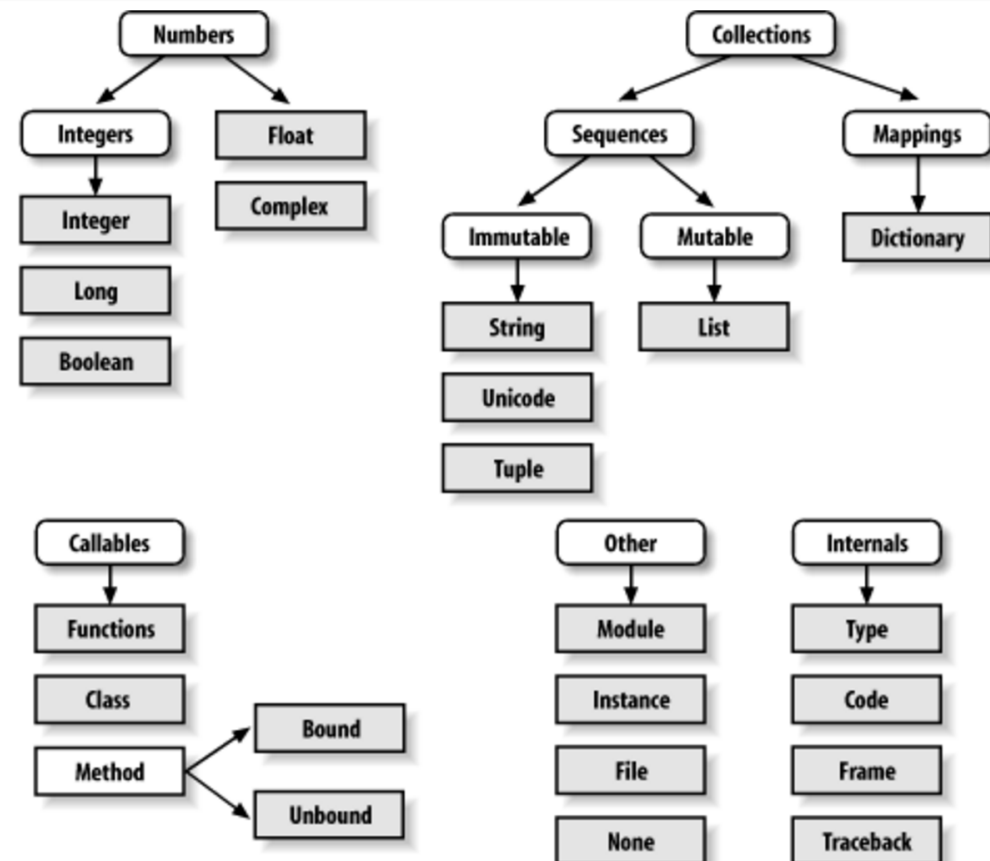 Numbers
Collections
Integers
Float
Sequences
Mappings
Integer
Complex
Immutable
Mutable
Dictionary
Long
String
List
Boolean
Unicode
Tuple
Callables
Other
Internals
Functions
Module
Type
Class
Instance
Code
Bound
Method
File
Frame
Unbound
None
Traceback